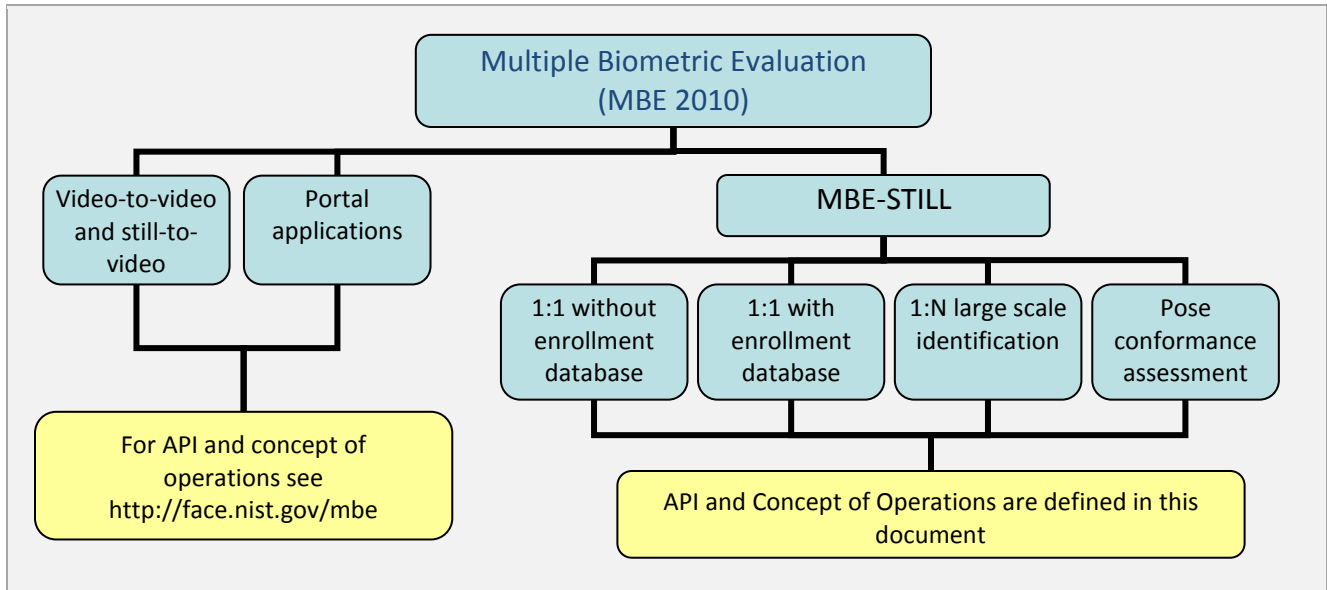 Multiple Biometric Evaluation
(MBE 2010)
Video-to-video
and still-to-
video
Portal
applications
MBE-STILL
1:1 without
enrollment
database
1:1 with
enrollment
database
1:N large scale
identification
Pose
conformance
assessment
For API and concept of
operations see
http://face.nist.gov/mbe
API and Concept of Operations are defined in this
document